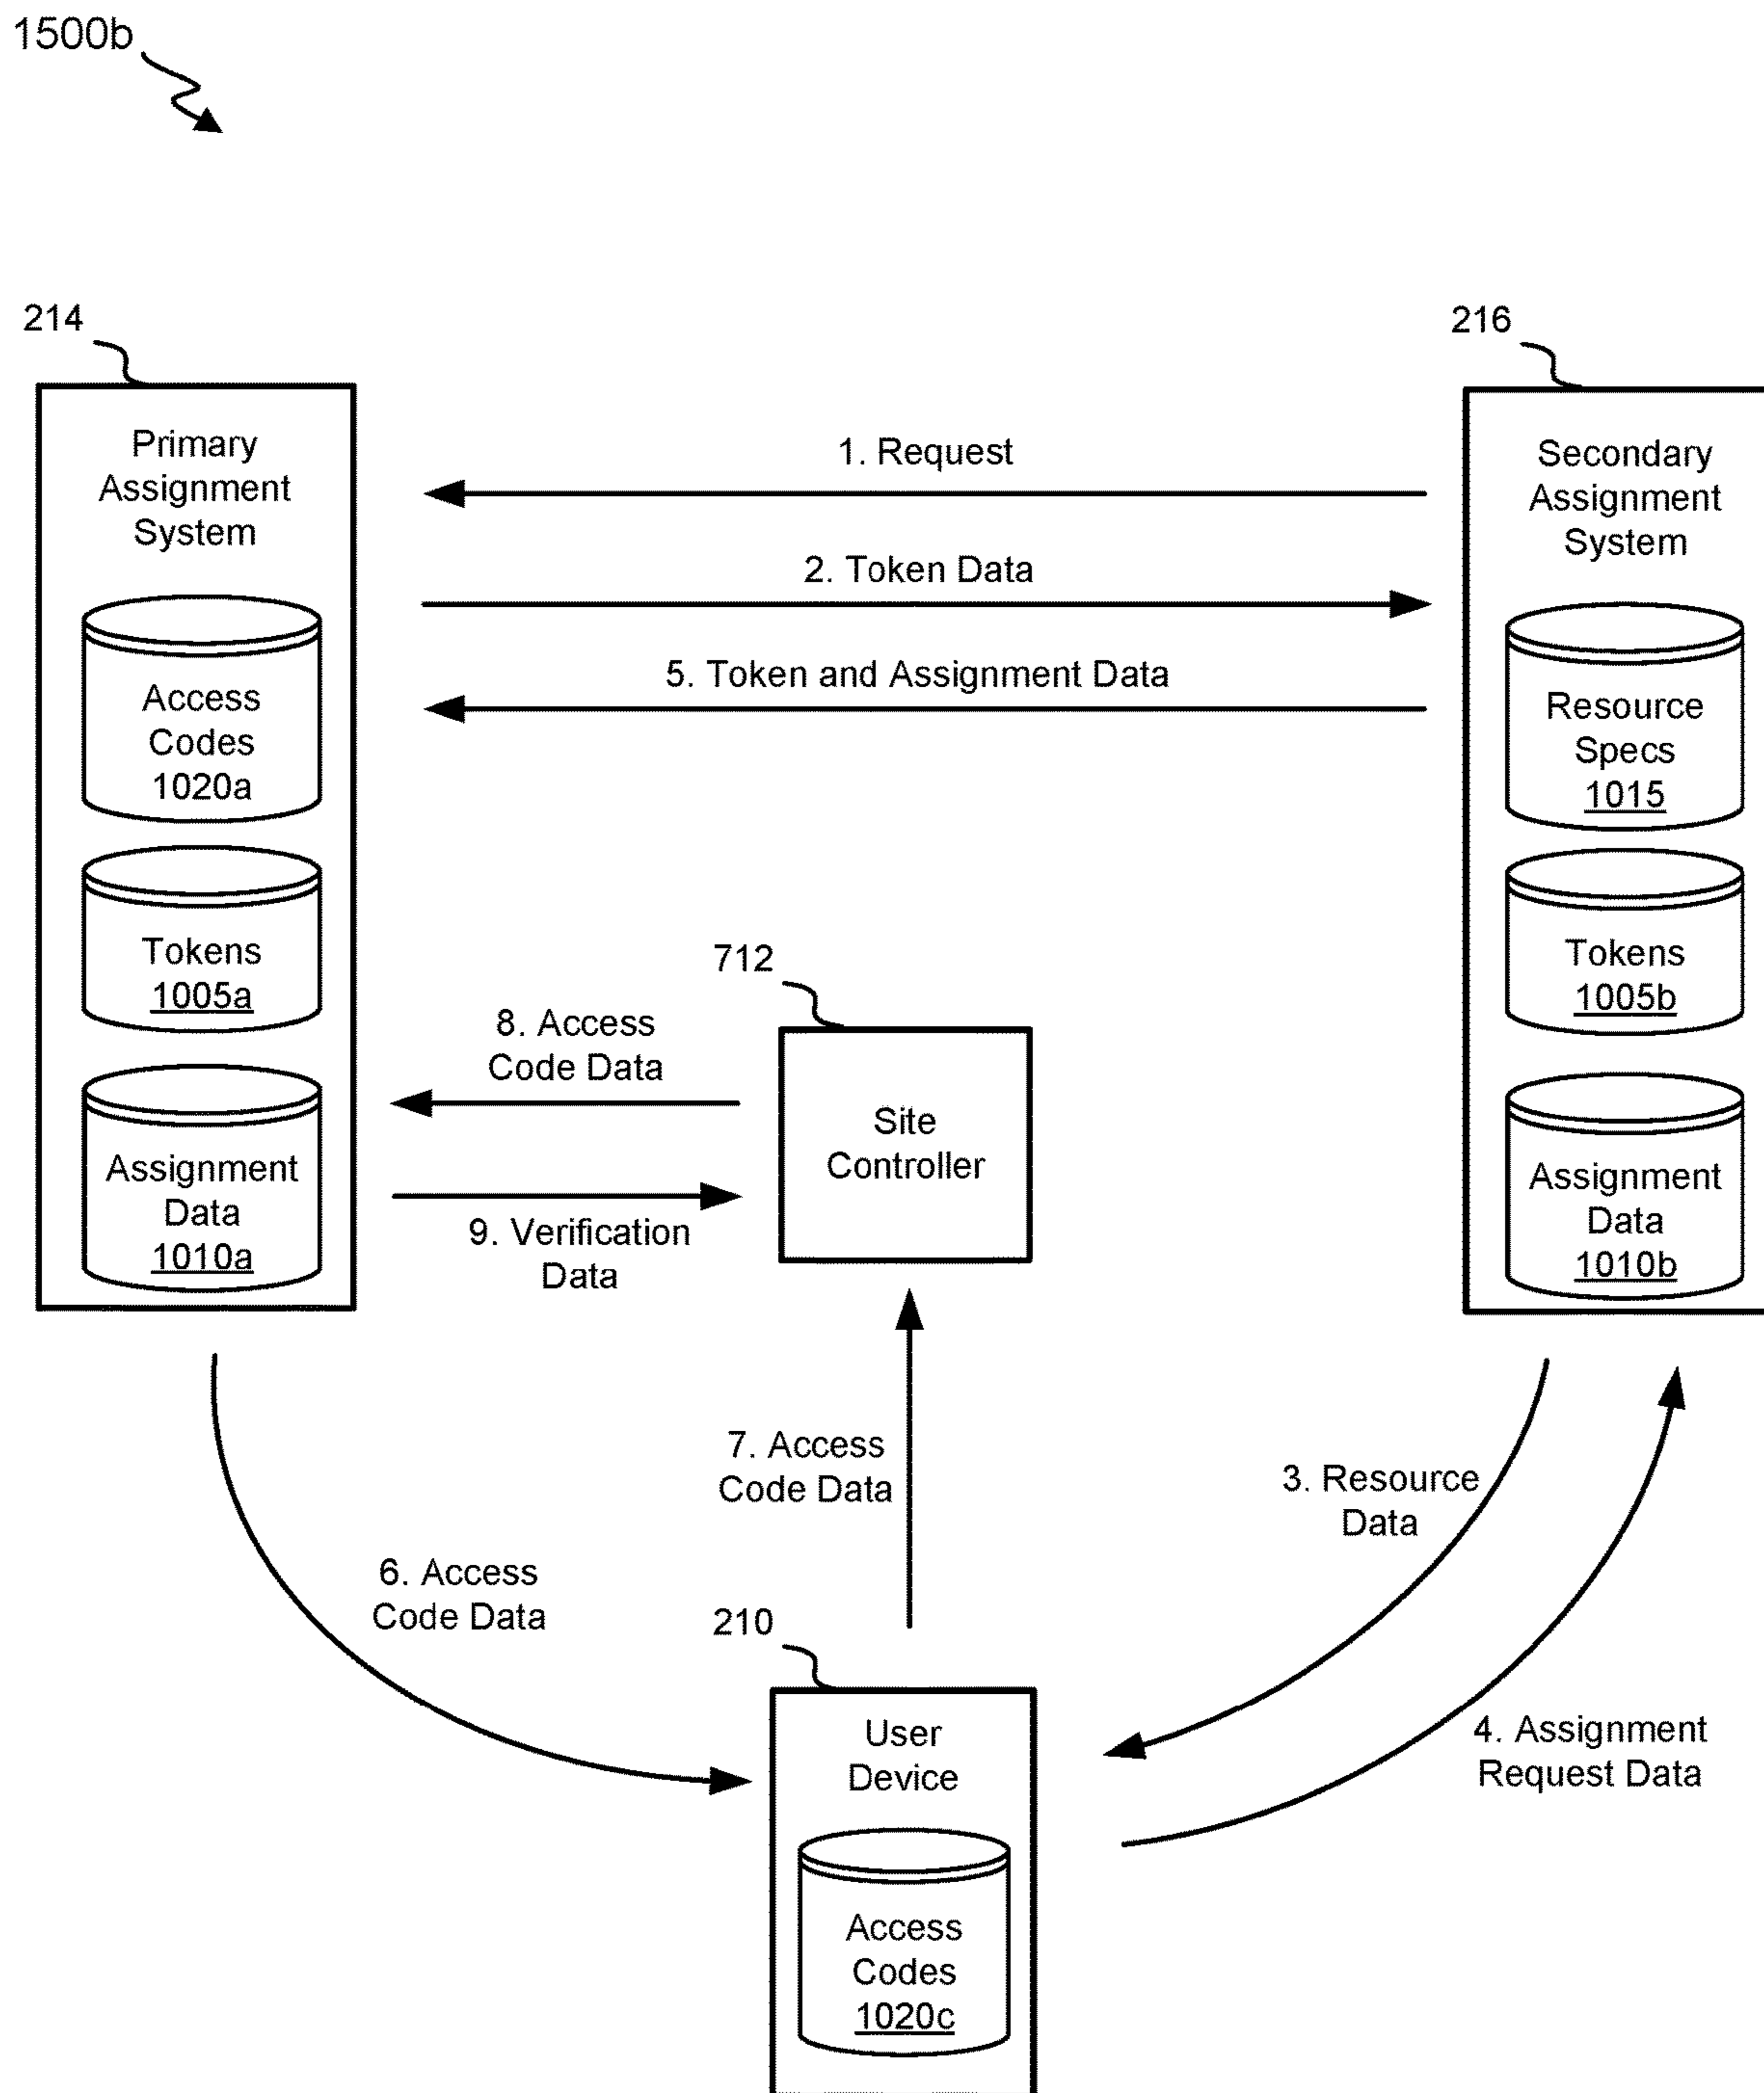 1500b
214
216
Primary
Assignment
System
Access
Codes
1020a
Tokens
1005a
Assignment
Data
1010a
1. Request
2. Token Data
5. Token and Assignment Data
Secondary
Assignment
System
Resource
Specs
1015
Tokens
1005b
Assignment
Data
1010b
712
8. Access
Code Data
9. Verification
Data
Site
Controller
7. Access
Code Data
3. Resource
Data
6. Access
Code Data
4. Assignment
Request Data
210
User
Device
Access
Codes
1020c